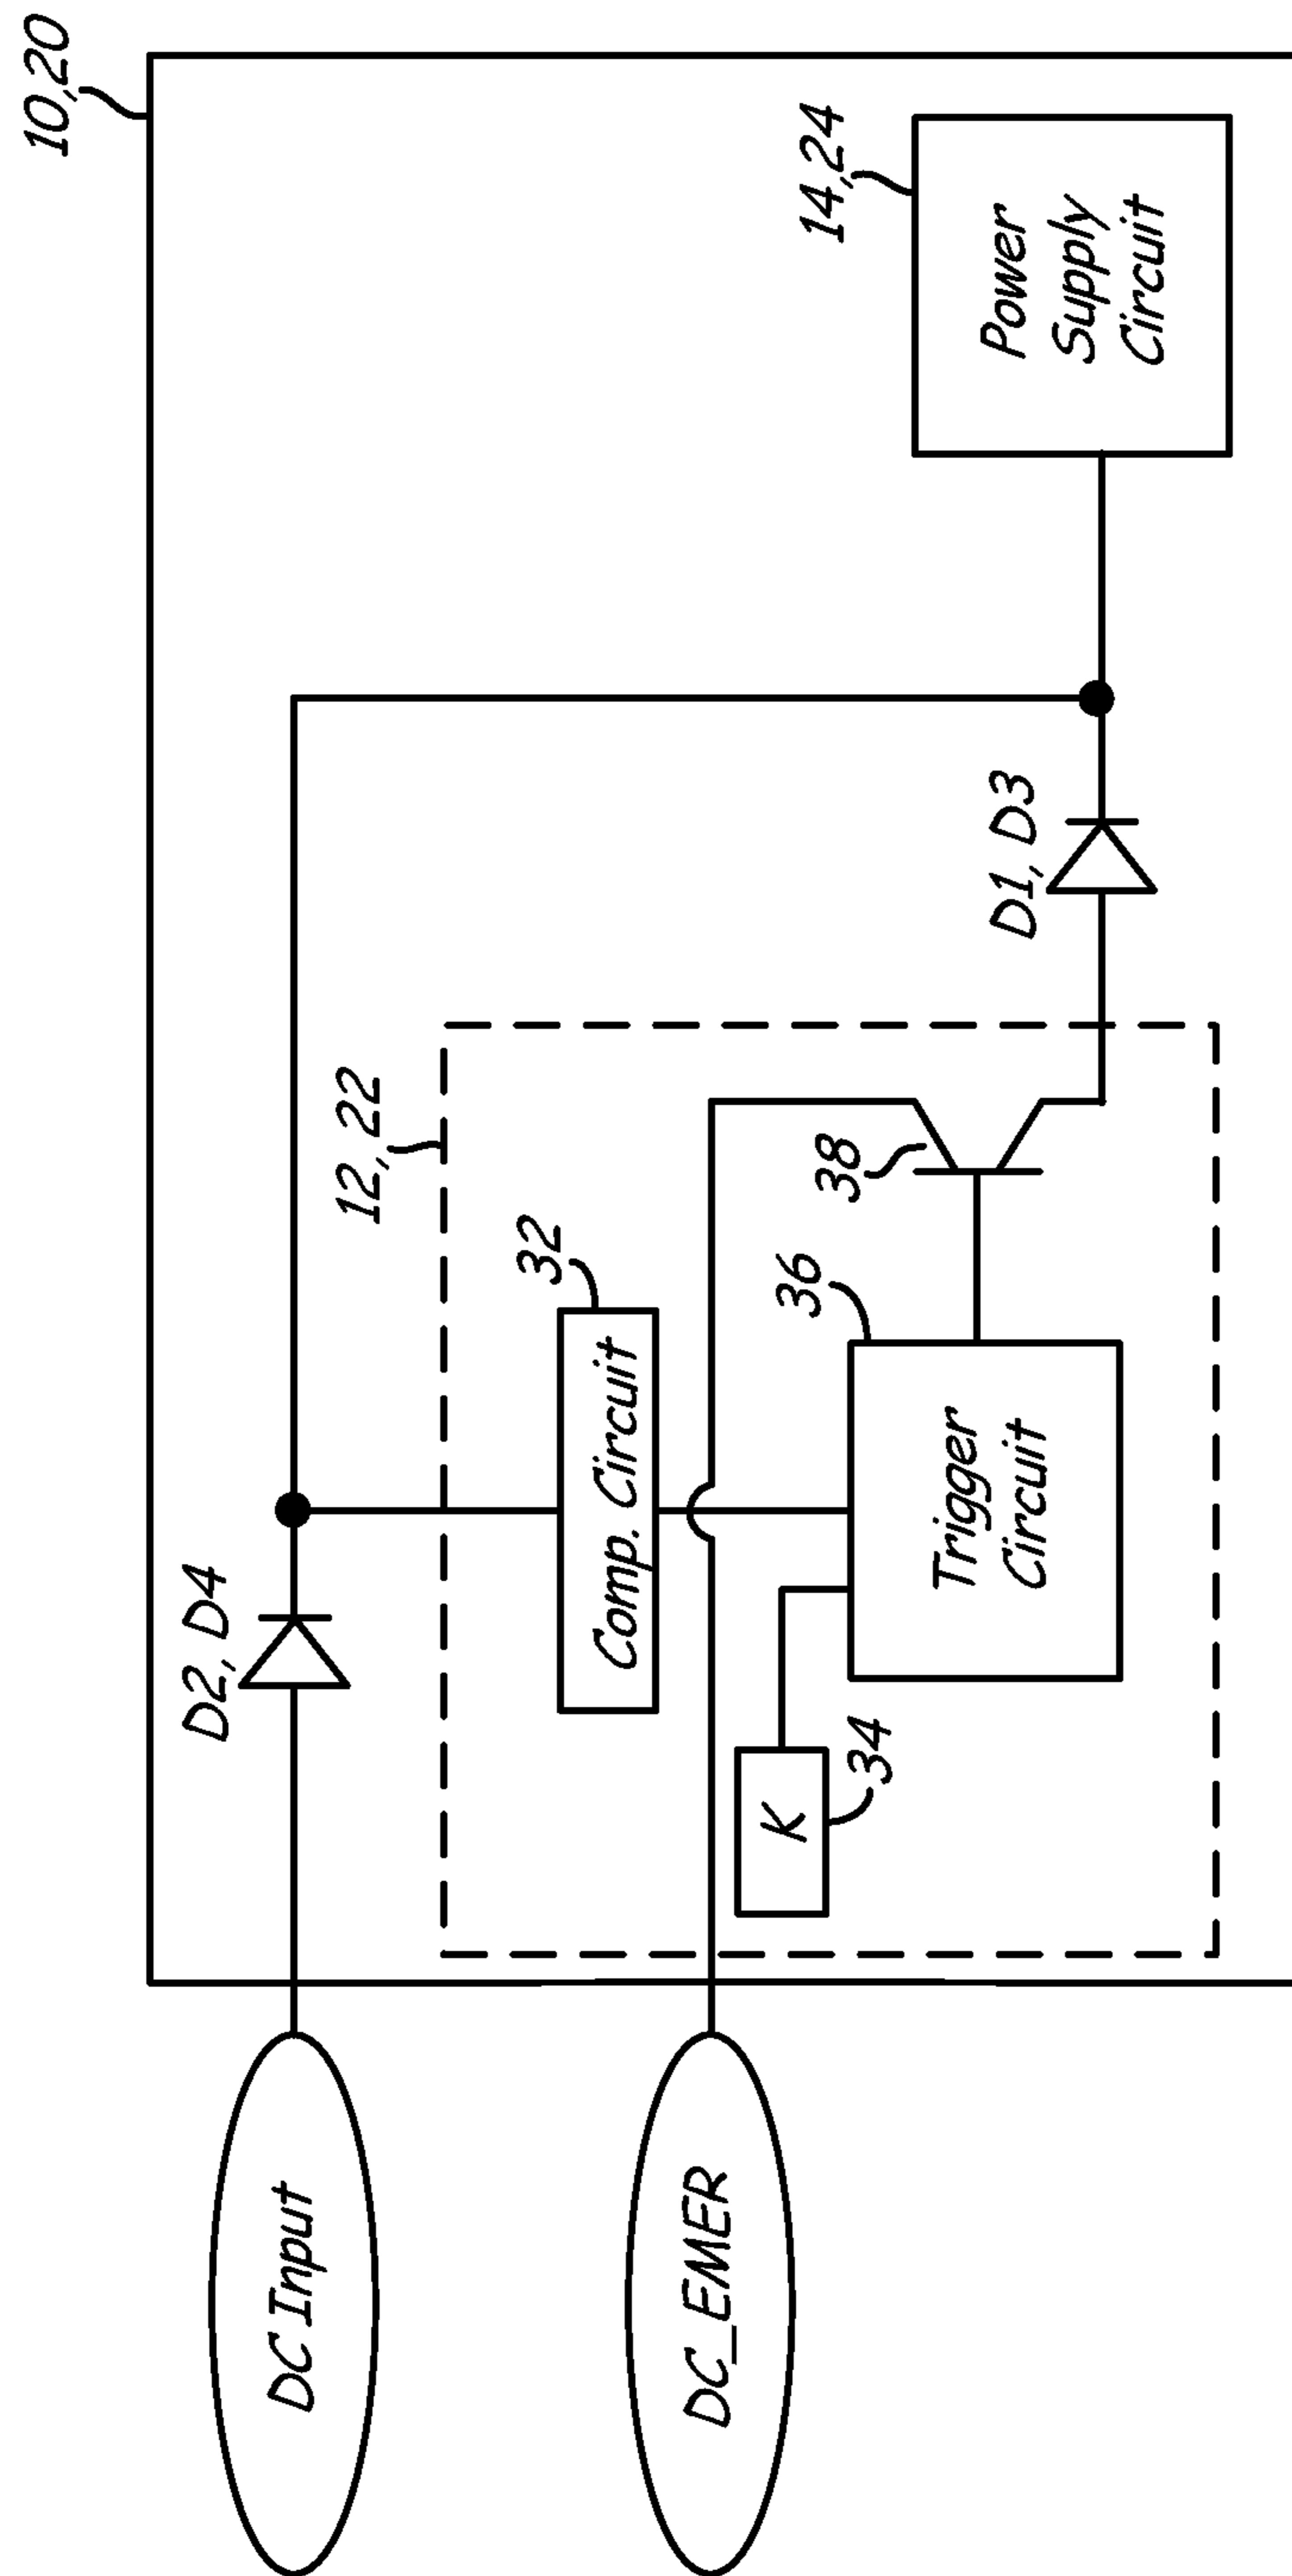 10,20
DC Input
D2, D4
12,22
32
Comp. Circuit
DC_EMER
K
34
36
Trigger
Circuit
38
D1, D3
14,24
Power
Supply
Circuit